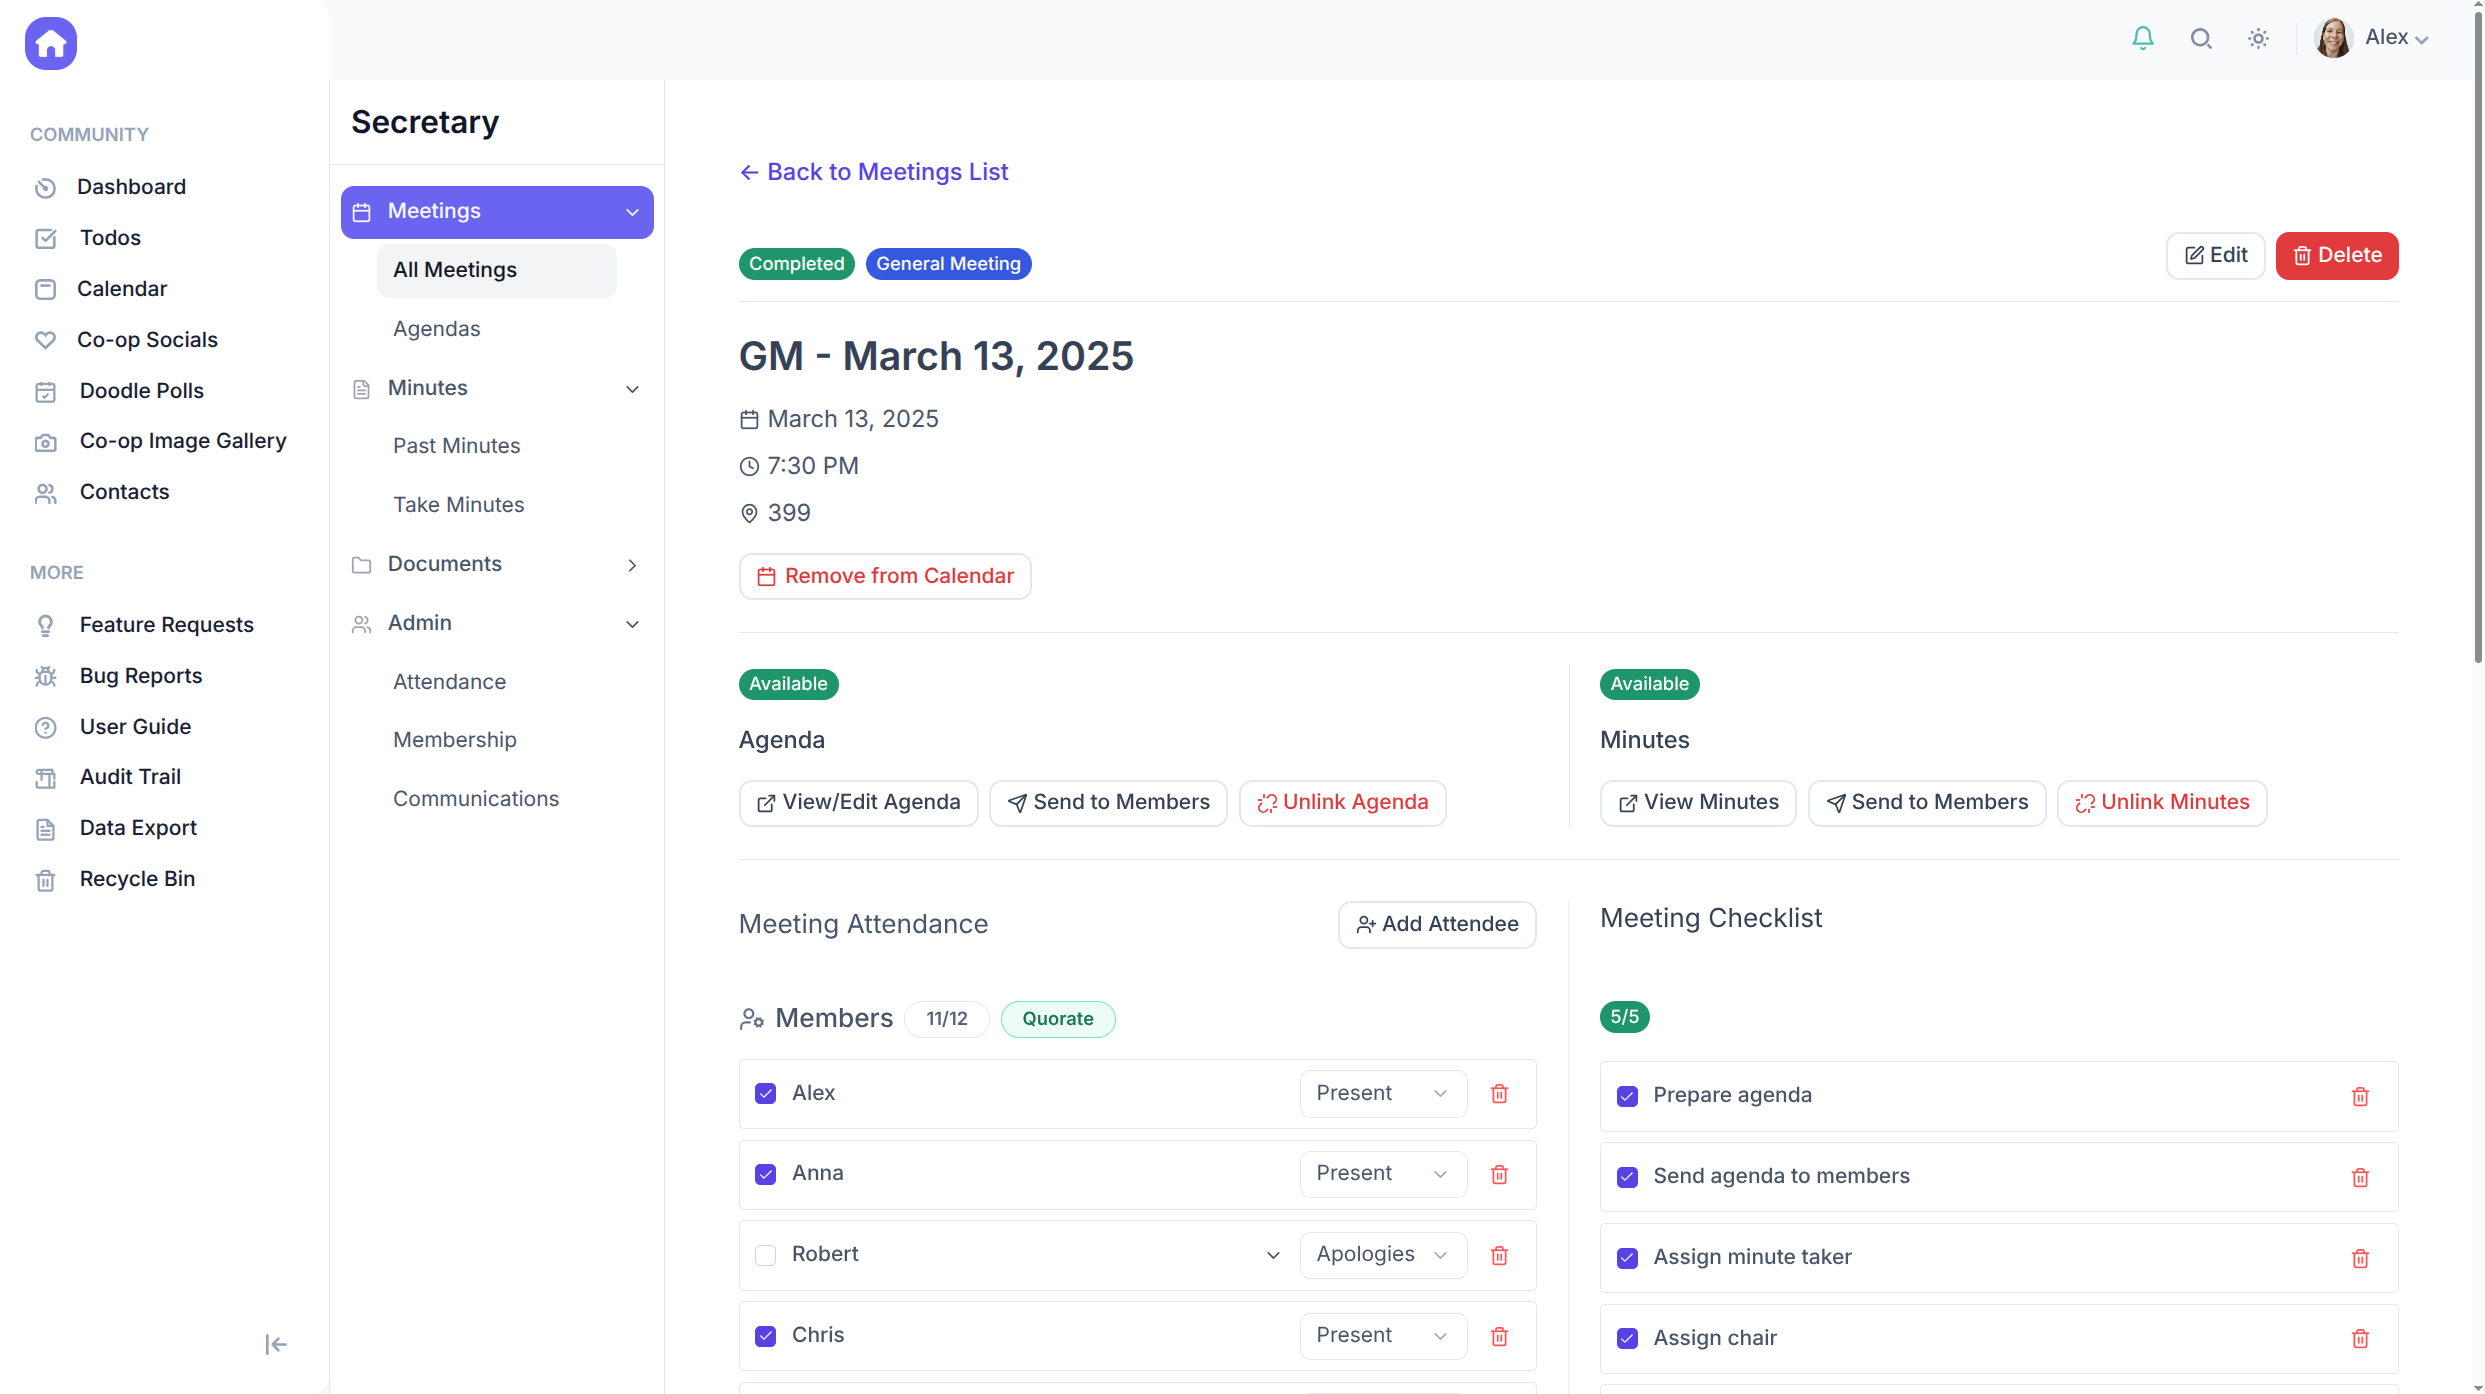 Alex
COMMUNITY
Dashboard
Todos
Calendar
Co-op Socials
Doodle Polls
Co-op Image Gallery
Contacts
MORE
Feature Requests
Bug Reports
User Guide
Audit Trail
Data Export
Recycle Bin
Secretary
Meetings
All Meetings
Agendas
Minutes
Past Minutes
Take Minutes
Documents
Admin
Attendance
Membership
Communications
Back to Meetings List
Completed
General Meeting
Edit
Delete
GM - March 13, 2025
March 13, 2025
7:30 PM
399
Remove from Calendar
Available
Agenda
View/Edit Agenda
Send to Members
Unlink Agenda
Available
Minutes
View Minutes
Send to Members
Unlink Minutes
Meeting Attendance
Add Attendee
Members
11/12
Quorate
Alex
Present
Anna
Present
Robert
Apologies
Chris
Present
Meeting Checklist
5/5
Prepare agenda
Send agenda to members
Assign minute taker
Assign chair